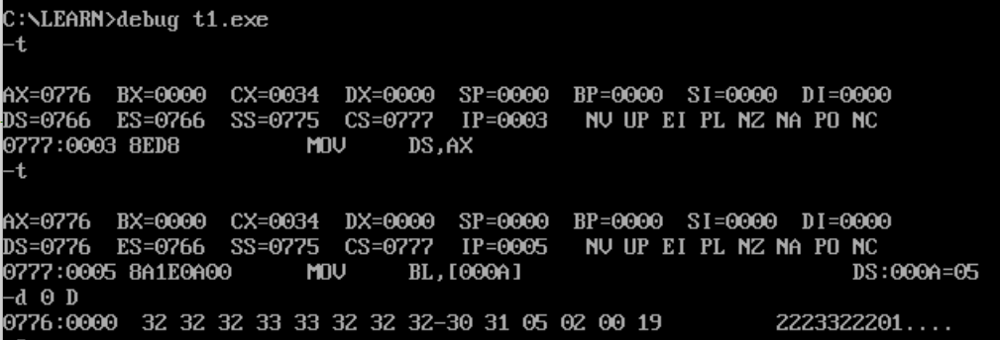 C:\LEARN>debug t1.exe
-t
AX=0776  BX=0000  CX=0034  DX=0000  SP=0000  BP=0000  SI=0000  DI=0000
DS=0766  ES=0766  SS=0775  CS=0777  IP=0003   NV UP EI PL NZ NA PO NC
0777:0003 8ED8          MOV     DS,AX
-t
AX=0776  BX=0000  CX=0034  DX=0000  SP=0000  BP=0000  SI=0000  DI=0000
DS=0776  ES=0766  SS=0775  CS=0777  IP=0005   NV UP EI PL NZ NA PO NC
0777:0005 8A1E0A00      MOV     BL,[000A]                          DS:000A=05
-d 0 D
0776:0000  32 32 32 33 33 32 32 32-30 31 05 02 00 19         2223322201....